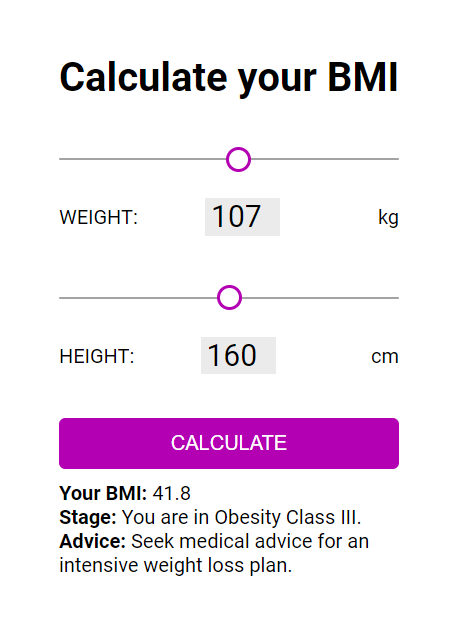 Calculate your BMI
WEIGHT: 107 kg
HEIGHT: 160 cm
CALCULATE
Your BMI: 41.8
Stage: You are in Obesity Class III.
Advice: Seek medical advice for an
intensive weight loss plan.